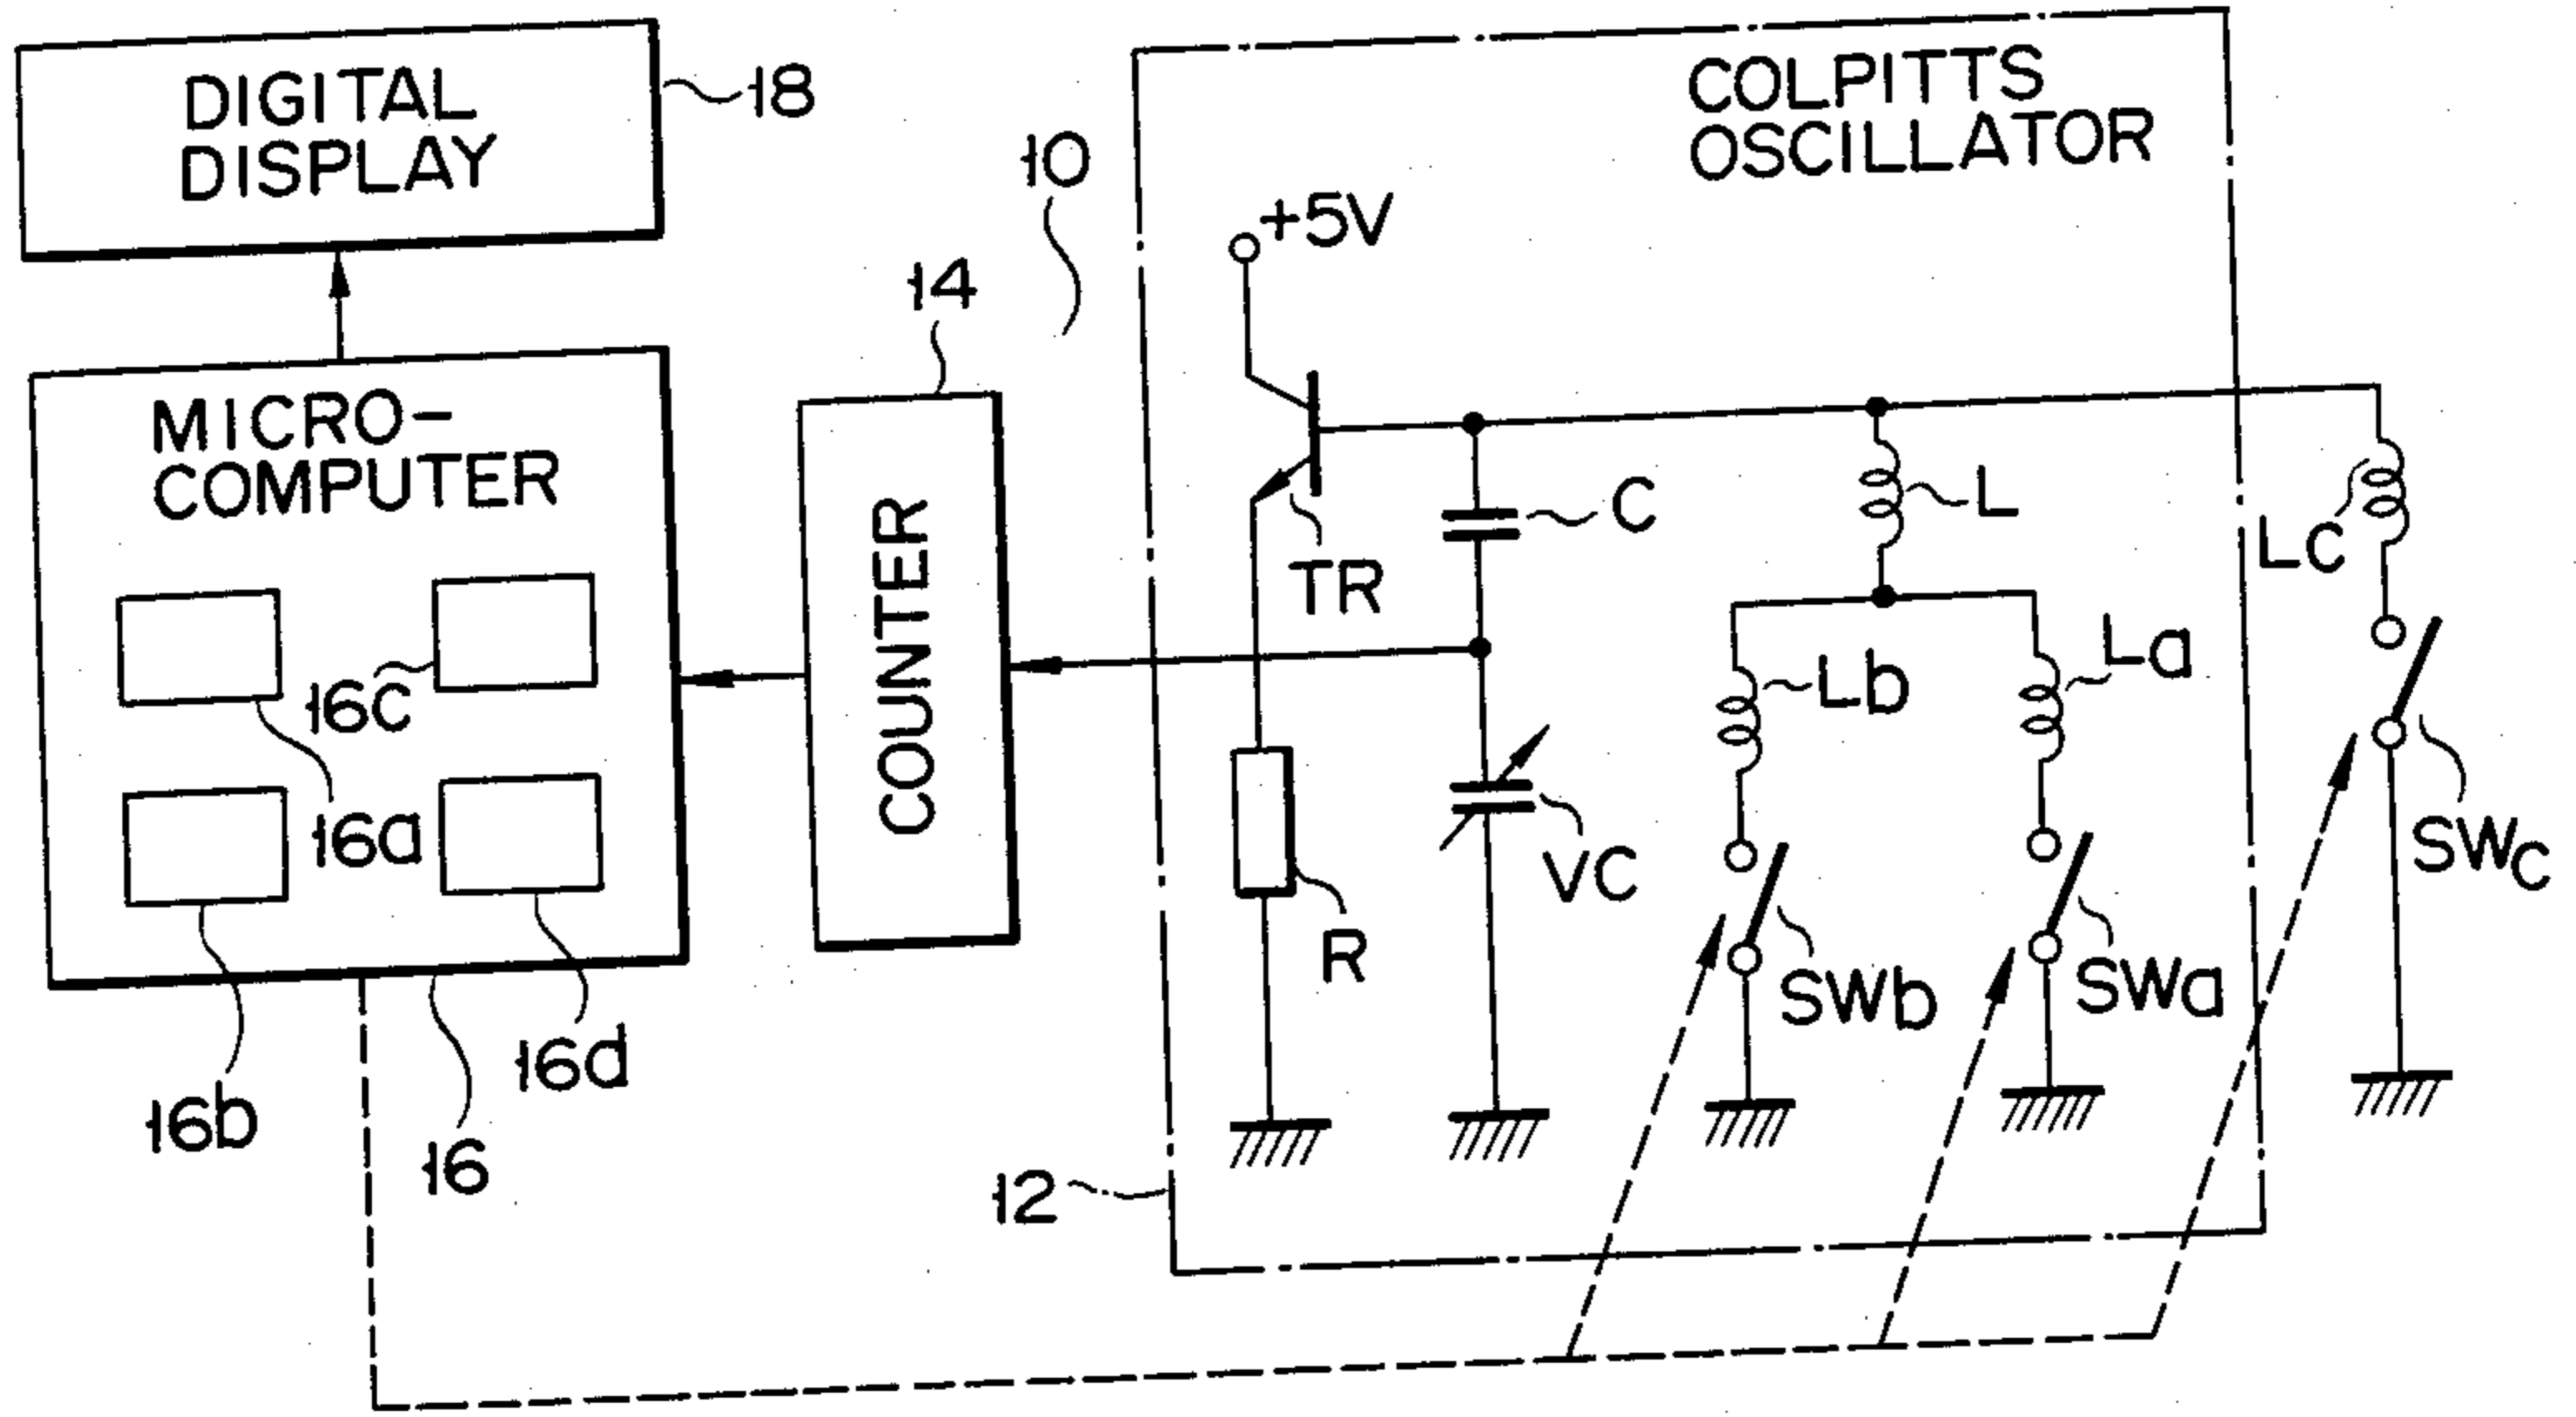 DIGITAL
DISPLAY
18
MICRO-
COMPUTER
16c
16a
16b
16d
16
14
COUNTER
10
COLPITTS
OSCILLATOR
+5V
TR
C
L
Lc
Lb
La
VC
R
SWb
SWa
SWc
12